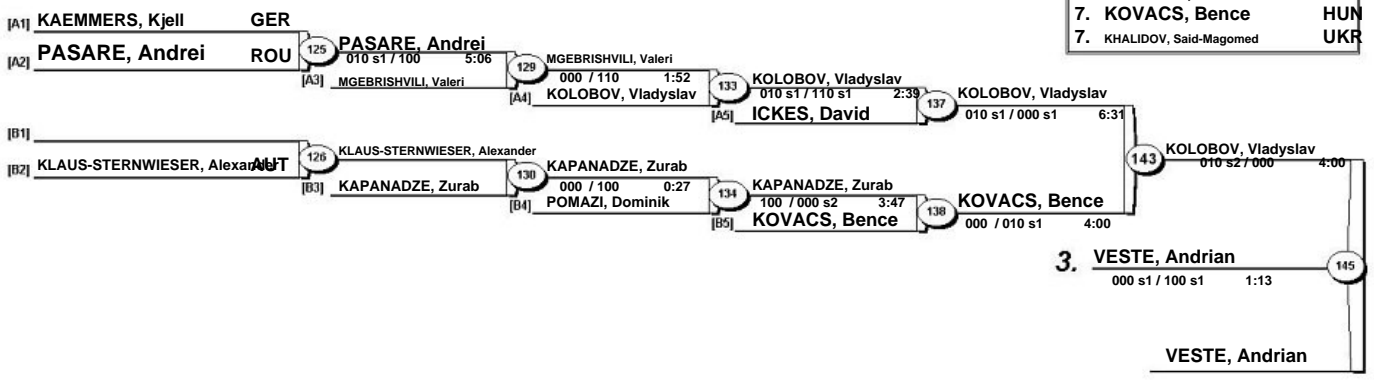 7. KOVACS, Bence HUN
7. KHALIDOV, Said-Magomed UKR
[A1] KAEMMERS, Kjell GER
[A2] PASARE, Andrei ROU
125
PASARE, Andrei
010 s1 / 100 5:06
[A3] MGEBRISHVILI, Valeri
129
MGEBRISHVILI, Valeri
000 / 110 1:52
[A4] KOLOBOV, Vladyslav
133
KOLOBOV, Vladyslav
010 s1 / 110 s1 2:39
[A5] ICKES, David
137
KOLOBOV, Vladyslav
010 s1 / 000 s1 6:31
[B1]
[B2] KLAUS-STERNWIESER, Alexander AUT
126
KLAUS-STERNWIESER, Alexander
[B3] KAPANADZE, Zurab
130
KAPANADZE, Zurab
000 / 100 0:27
[B4] POMAZI, Dominik
134
KAPANADZE, Zurab
100 / 000 s2 3:47
[B5] KOVACS, Bence
138
KOVACS, Bence
000 / 010 s1 4:00
143
KOLOBOV, Vladyslav
010 s2 / 000 4:00
3. VESTE, Andrian
000 s1 / 100 s1 1:13
145
VESTE, Andrian